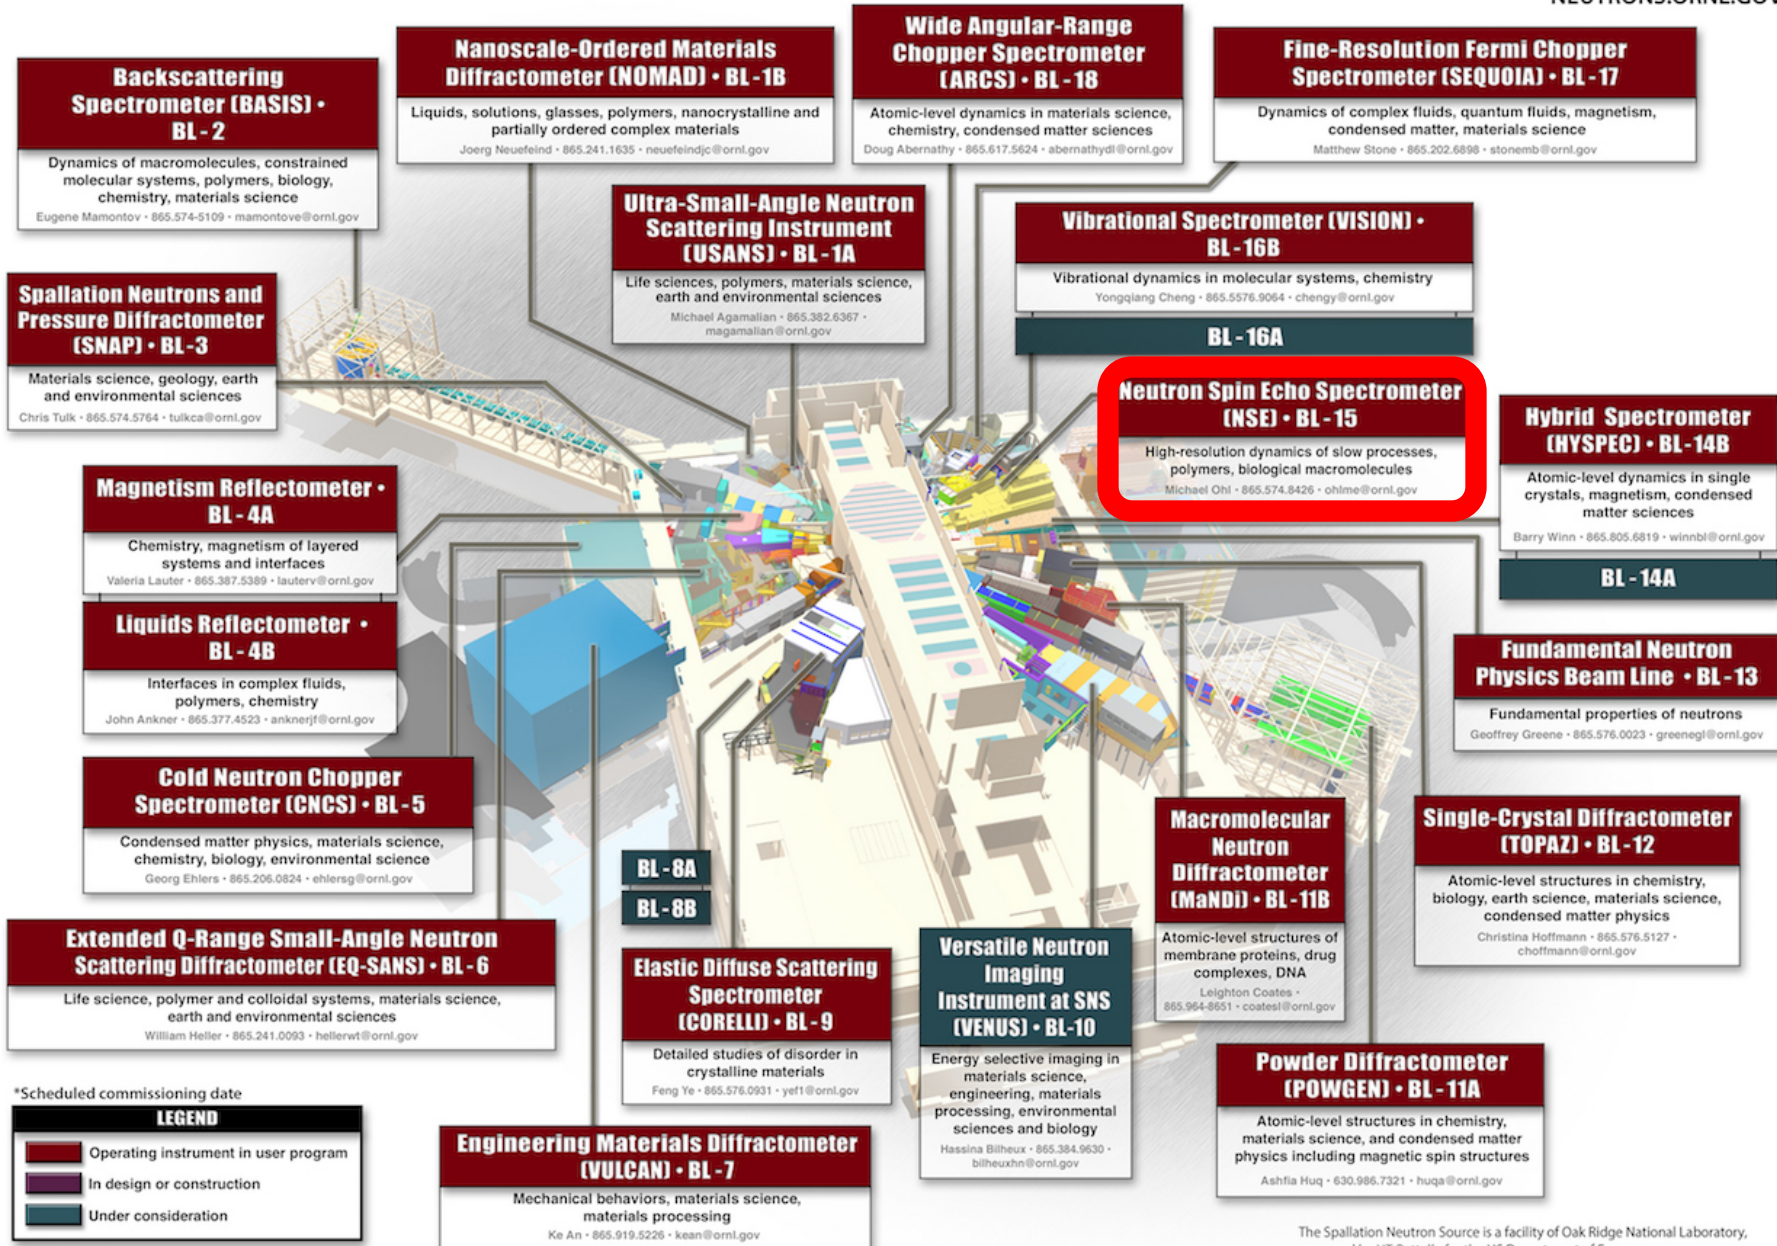 NEUTRONS.ORNL.GOV
Backscattering
Spectrometer (BASIS) •
BL - 2
Dynamics of macromolecules, constrained
molecular systems, polymers, biology,
chemistry, materials science
Eugene Mamontov • 865.574-5109 • mamontove@ornl.gov
Nanoscale-Ordered Materials
Diffractometer (NOMAD) • BL - 1B
Liquids, solutions, glasses, polymers, nanocrystalline and
partially ordered complex materials
Joerg Neuefeind • 865.241.1635 • neuefeindjc@ornl.gov
Wide Angular-Range
Chopper Spectrometer
(ARCS) • BL - 18
Atomic-level dynamics in materials science,
chemistry, condensed matter sciences
Doug Abernathy • 865.617.5624 • abernathydl@ornl.gov
Fine-Resolution Fermi Chopper
Spectrometer (SEQUOIA) • BL - 17
Dynamics of complex fluids, quantum fluids, magnetism,
condensed matter, materials science
Matthew Stone • 865.202.6898 • stonemb@ornl.gov
Ultra-Small-Angle Neutron
Scattering Instrument
(USANS) • BL - 1A
Life sciences, polymers, materials science,
earth and environmental sciences
Michael Agamalian • 865.382.6367 •
magamalian@ornl.gov
Vibrational Spectrometer (VISION) •
BL - 16B
Vibrational dynamics in molecular systems, chemistry
Yongqiang Cheng • 865.5576.9064 • chengy@ornl.gov
BL - 16A
Spallation Neutrons and
Pressure Diffractometer
(SNAP) • BL - 3
Materials science, geology, earth
and environmental sciences
Chris Tulk • 865.574.5764 • tulkca@ornl.gov
Neutron Spin Echo Spectrometer
(NSE) • BL - 15
High-resolution dynamics of slow processes,
polymers, biological macromolecules
Michael Ohl • 865.574.8426 • ohlme@ornl.gov
Hybrid Spectrometer
(HYSPEC) • BL - 14B
Atomic-level dynamics in single
crystals, magnetism, condensed
matter sciences
Barry Winn • 865.805.6819 • winnbl@ornl.gov
BL - 14A
Magnetism Reflectometer •
BL - 4A
Chemistry, magnetism of layered
systems and interfaces
Valeria Lauter • 865.387.5389 • lauterv@ornl.gov
Liquids Reflectometer •
BL - 4B
Interfaces in complex fluids,
polymers, chemistry
John Ankner • 865.377.4523 • anknerjf@ornl.gov
Fundamental Neutron
Physics Beam Line • BL - 13
Fundamental properties of neutrons
Geoffrey Greene • 865.576.0023 • greenegl@ornl.gov
Cold Neutron Chopper
Spectrometer (CNCS) • BL - 5
Condensed matter physics, materials science,
chemistry, biology, environmental science
Georg Ehlers • 865.206.0824 • ehlersg@ornl.gov
BL - 8A
BL - 8B
Macromolecular
Neutron
Diffractometer
(MaNDi) • BL - 11B
Atomic-level structures of
membrane proteins, drug
complexes, DNA
Leighton Coates •
865.964-8651 • coatesl@ornl.gov
Single-Crystal Diffractometer
(TOPAZ) • BL - 12
Atomic-level structures in chemistry,
biology, earth science, materials science,
condensed matter physics
Christina Hoffmann • 865.576.5127 •
choffmann@ornl.gov
Extended Q-Range Small-Angle Neutron
Scattering Diffractometer (EQ-SANS) • BL - 6
Life science, polymer and colloidal systems, materials science,
earth and environmental sciences
William Heller • 865.241.0093 • hellerwt@ornl.gov
Elastic Diffuse Scattering
Spectrometer
(CORELLI) • BL - 9
Detailed studies of disorder in
crystalline materials
Feng Ye • 865.576.0931 • yef1@ornl.gov
Versatile Neutron
Imaging
Instrument at SNS
(VENUS) • BL-10
Energy selective imaging in
materials science,
engineering, materials
processing, environmental
sciences and biology
Hassina Bilheux • 865.384.9630 •
bilheuxhn@ornl.gov
Powder Diffractometer
(POWGEN) • BL - 11A
Atomic-level structures in chemistry,
materials science, and condensed matter
physics including magnetic spin structures
Ashfia Huq • 630.986.7321 • huqa@ornl.gov
*Scheduled commissioning date
LEGEND
Operating instrument in user program
In design or construction
Under consideration
Engineering Materials Diffractometer
(VULCAN) • BL - 7
Mechanical behaviors, materials science,
materials processing
Ke An • 865.919.5226 • kean@ornl.gov
The Spallation Neutron Source is a facility of Oak Ridge National Laboratory,